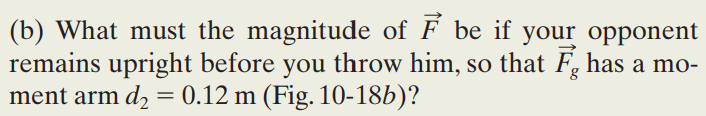 (b) What must the magnitude of F⃗ be if your opponent
remains upright before you throw him, so that F⃗g has a mo-
ment arm d₂ = 0.12 m (Fig. 10-18b)?